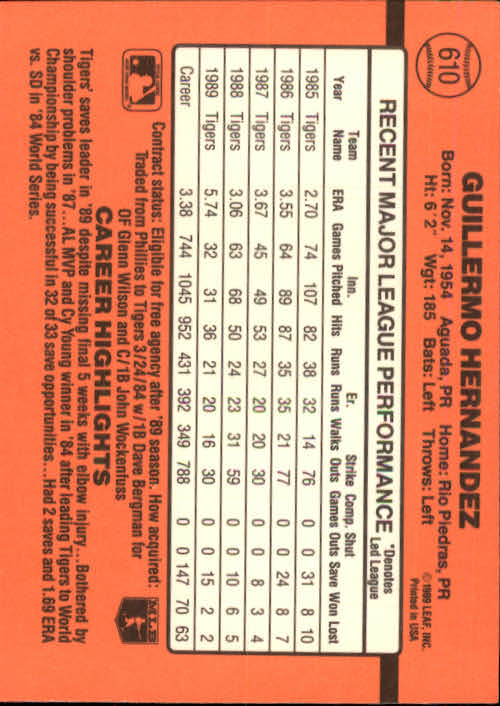 610
GUILLERMO HERNANDEZ
Born: Nov. 14, 1954 Aguada, PR Home: Rio Piedras, PR
Ht: 6'2" Wgt: 185 Bats: Left Throws: Left
© 1989 LEAF, INC.
Printed in USA
RECENT MAJOR LEAGUE PERFORMANCE *Denotes Led League
Team Inn. Er. Strike Comp. Shut
Year Name ERA Games Pitched Hits Runs Runs Walks Outs Games Outs Save Won Lost
1985 Tigers 2.70 74 107 82 38 32 14 76 0 0 31 8 10
1986 Tigers 3.55 64 89 87 35 35 21 77 0 0 24 8 7
1987 Tigers 3.67 45 49 53 27 20 20 30 0 0 8 3 4
1988 Tigers 3.06 63 68 50 24 23 31 59 0 0 10 6 5
1989 Tigers 5.74 32 31 36 21 20 16 30 0 0 15 2 2
Career 3.38 744 1045 952 431 392 349 788 0 0 147 70 63
MAJOR LEAGUE BASEBALL
Contract status: Eligible for free agency after '89 season. How acquired:
Traded from Phillies to Tigers 3/24/84 w/1B Dave Bergman for
OF Glenn Wilson and C/1B John Wockenfuss
MLB
CAREER HIGHLIGHTS
Tigers' saves leader in '89 despite missing final 5 weeks with elbow injury...Bothered by
shoulder problems in '87...AL MVP and Cy Young winner in '84 after leading Tigers to World
Championship by being successful in 32 of 33 save opportunities...Had 2 saves and 1.69 ERA
vs. SD in '84 World Series.